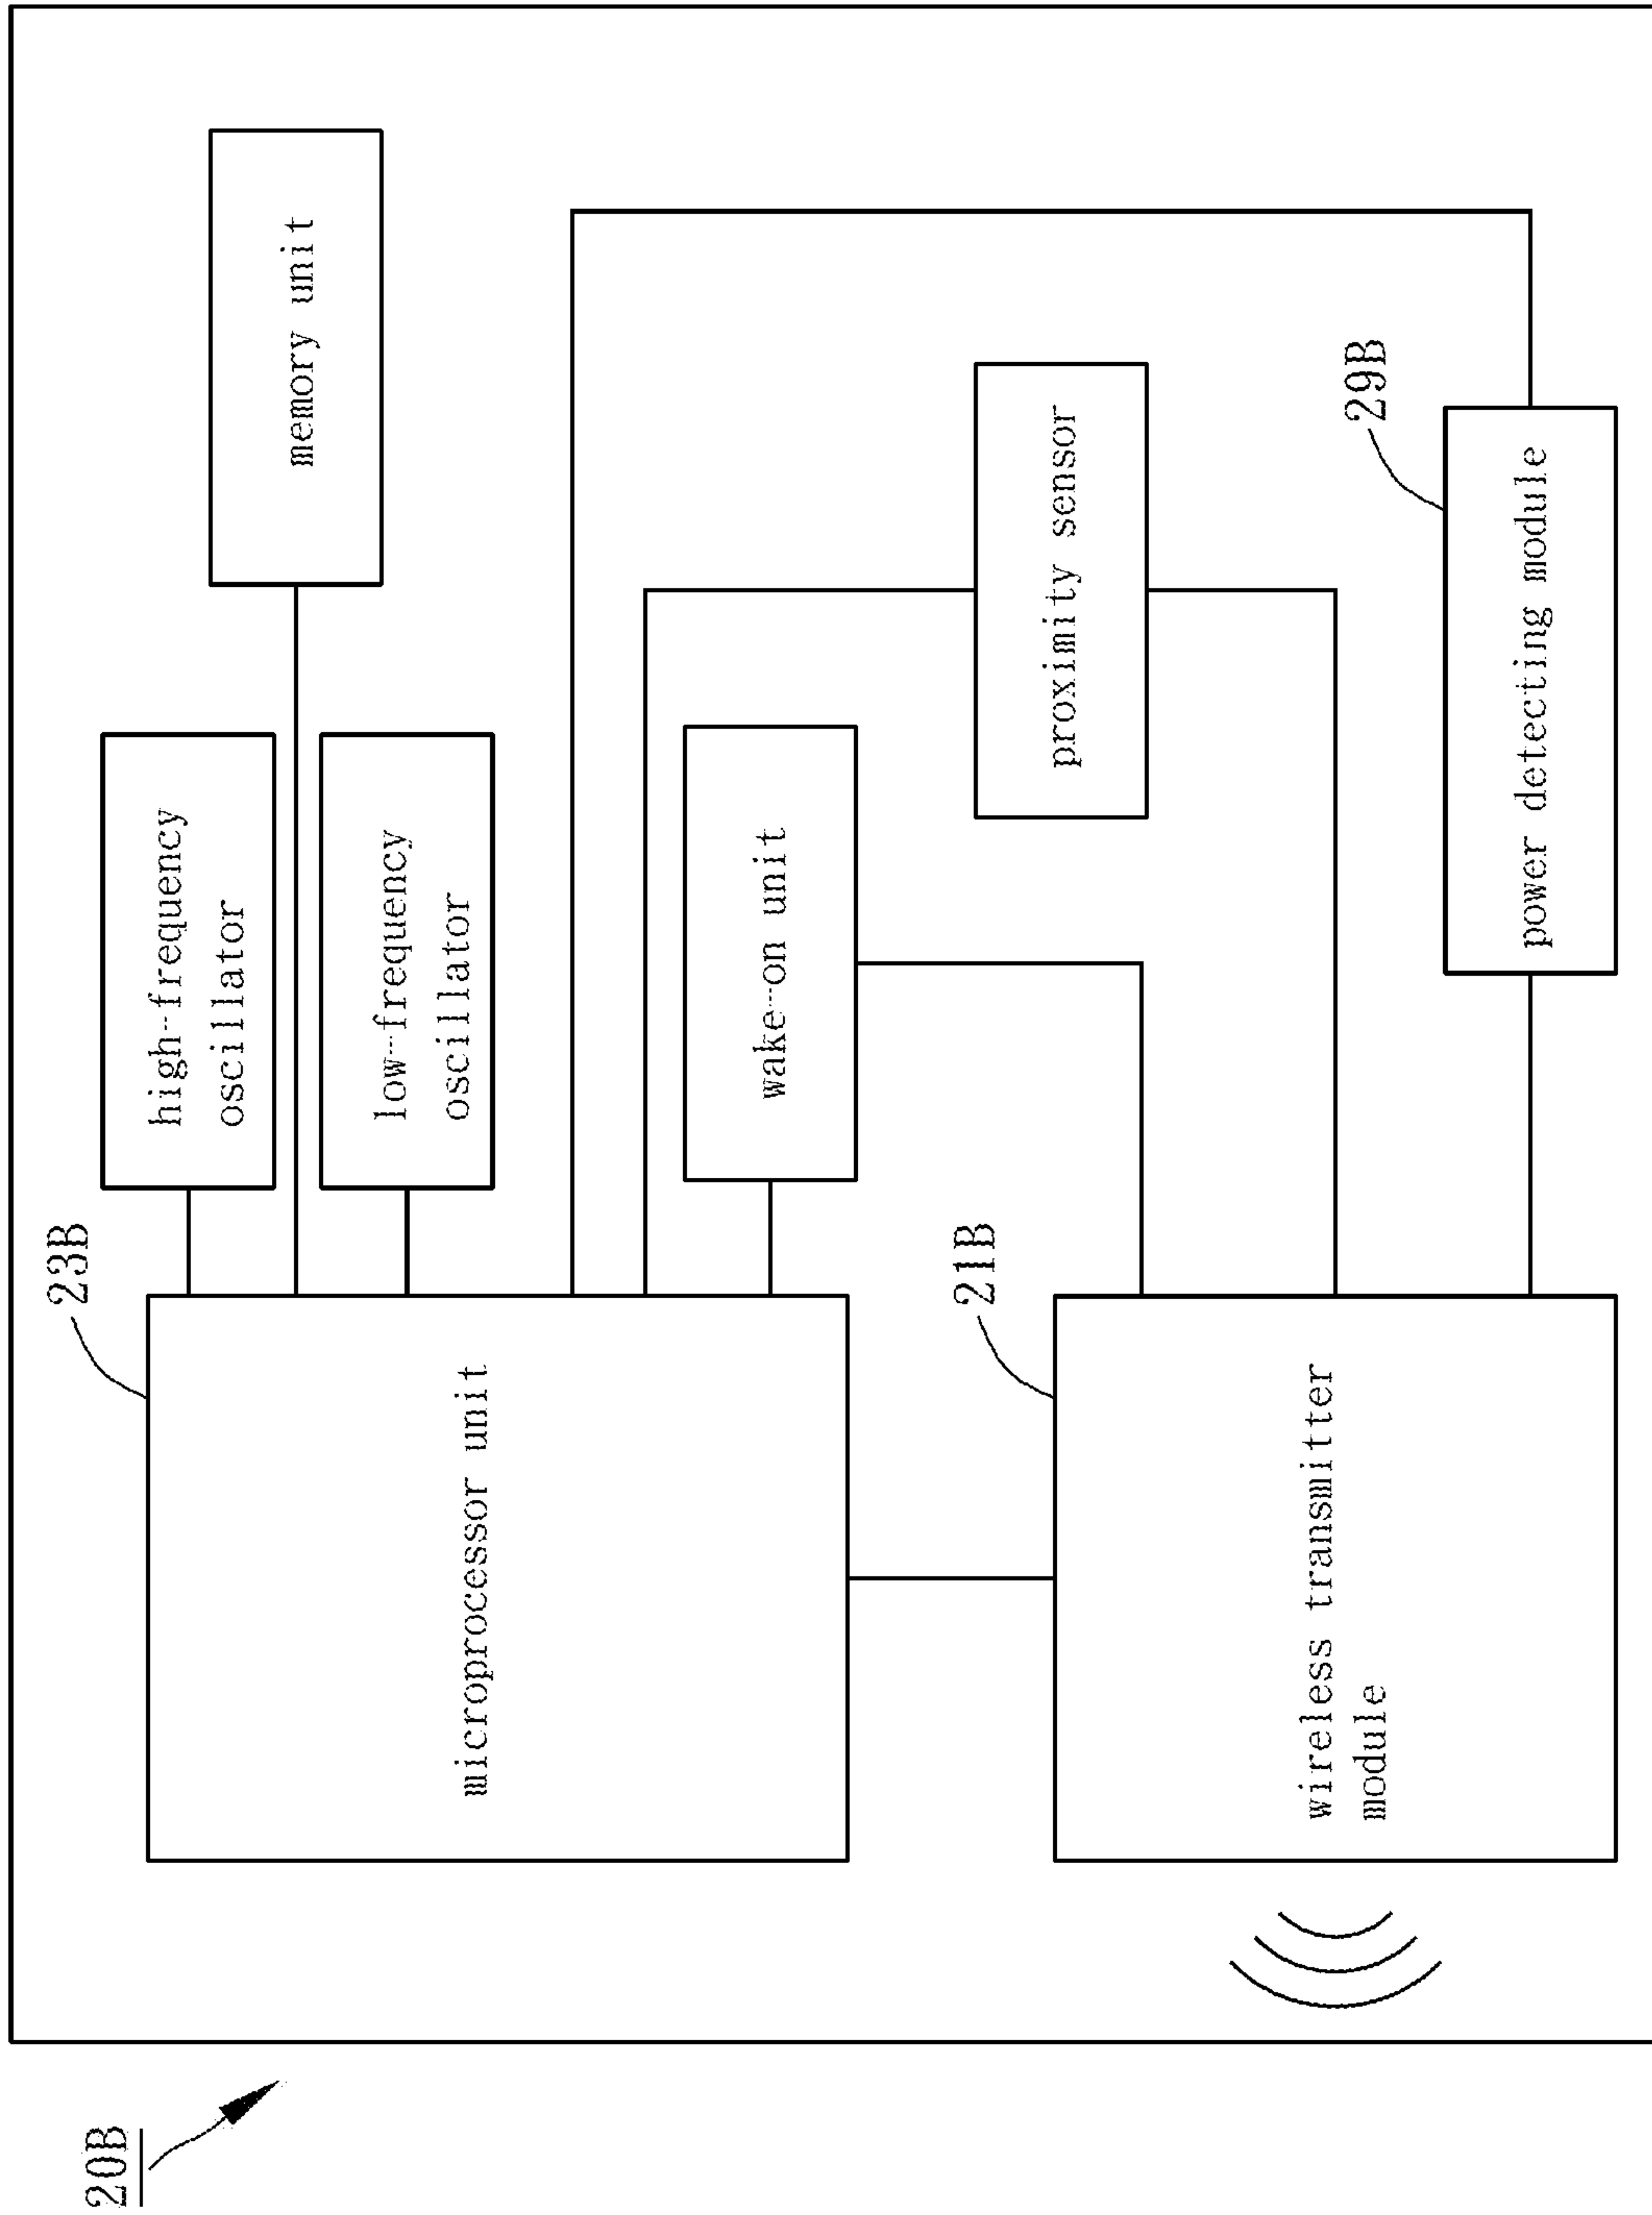 20B
23B
microprocessor unit
high-frequency
oscillator
memory unit
low-frequency
oscillator
wake-on unit
21B
wireless transmitter
module
proximity sensor
29B
power detecting module